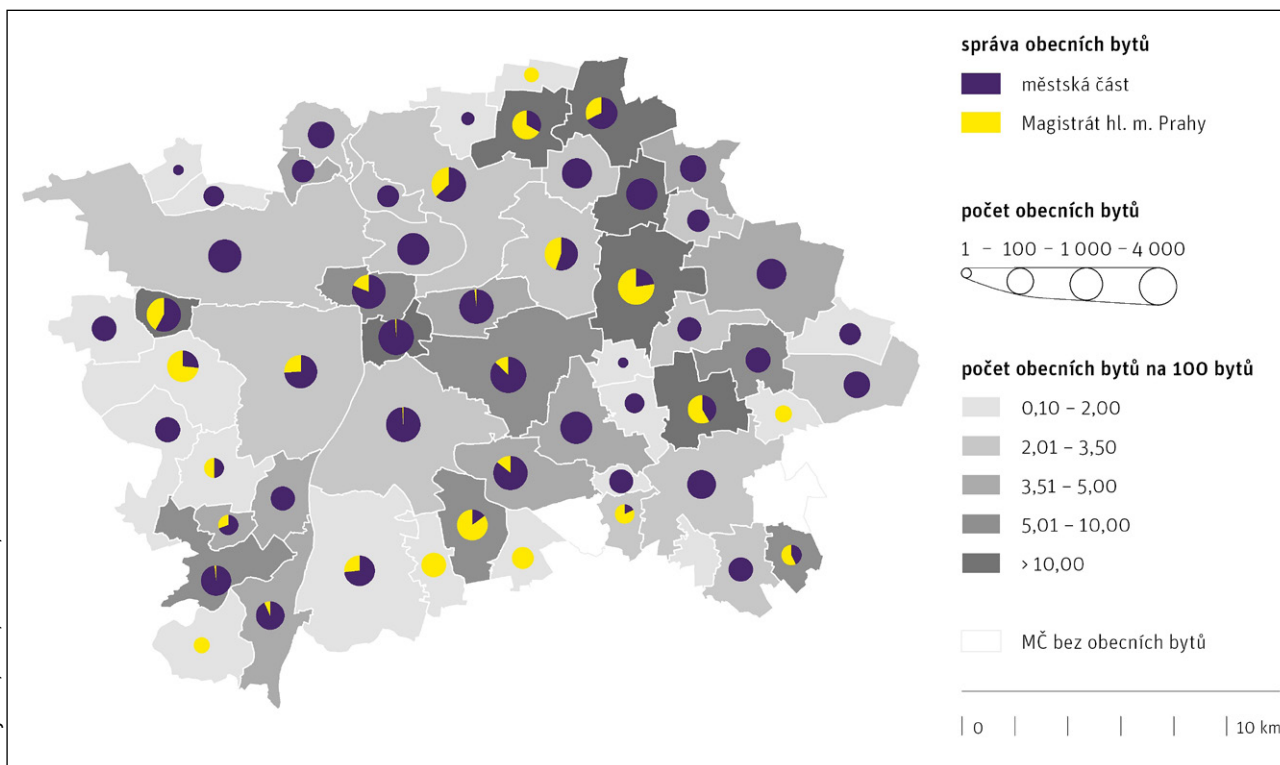 správa obecních bytů
městská část
Magistrát hl. m. Prahy
počet obecních bytů
1 – 100 – 1 000 – 4 000
počet obecních bytů na 100 bytů
0,10 – 2,00
2,01 – 3,50
3,51 – 5,00
5,01 – 10,00
> 10,00
MČ bez obecních bytů
0 10 km